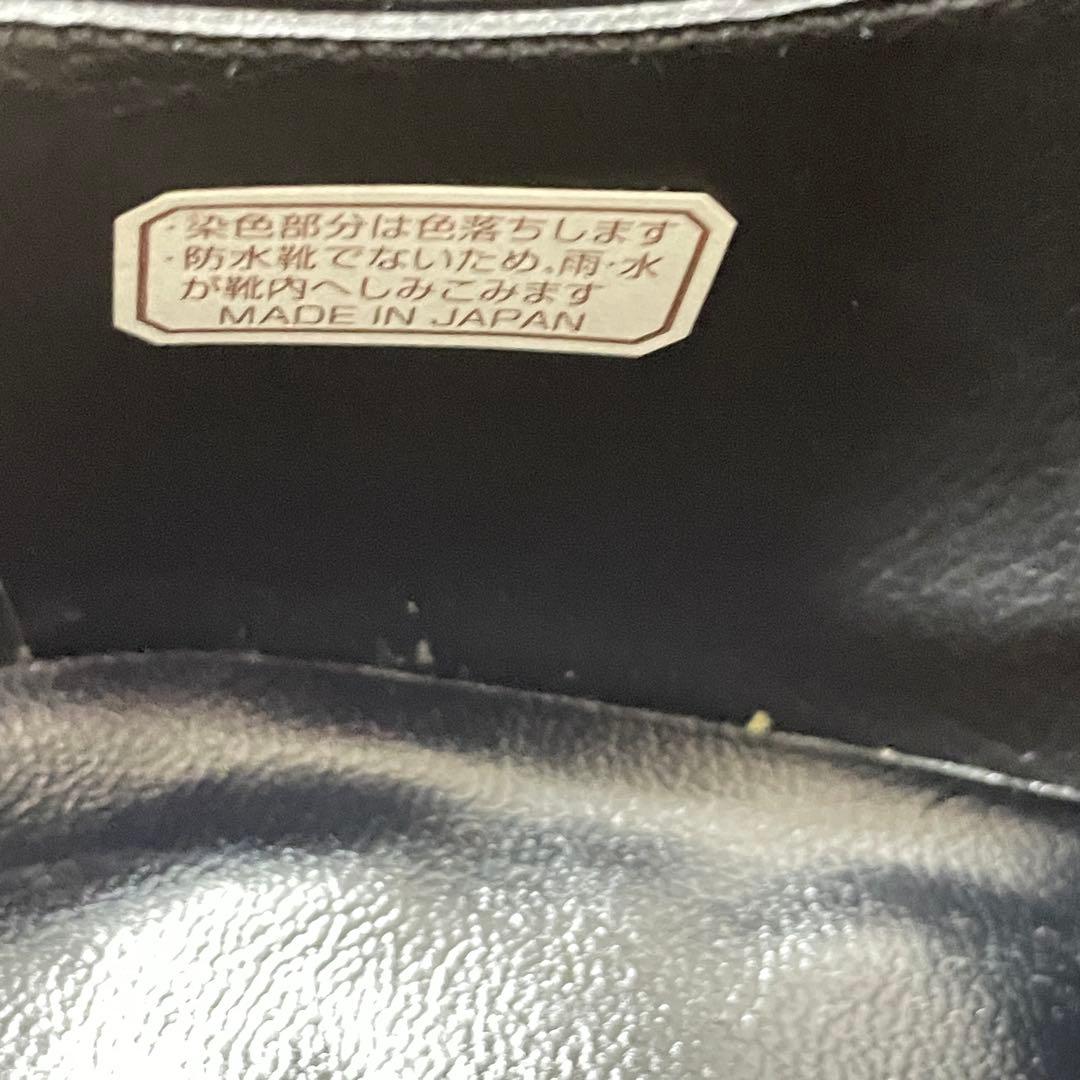 ・染色部分は色落ちします
・防水靴でないため、雨・水
が靴内へしみこみます
MADE IN JAPAN